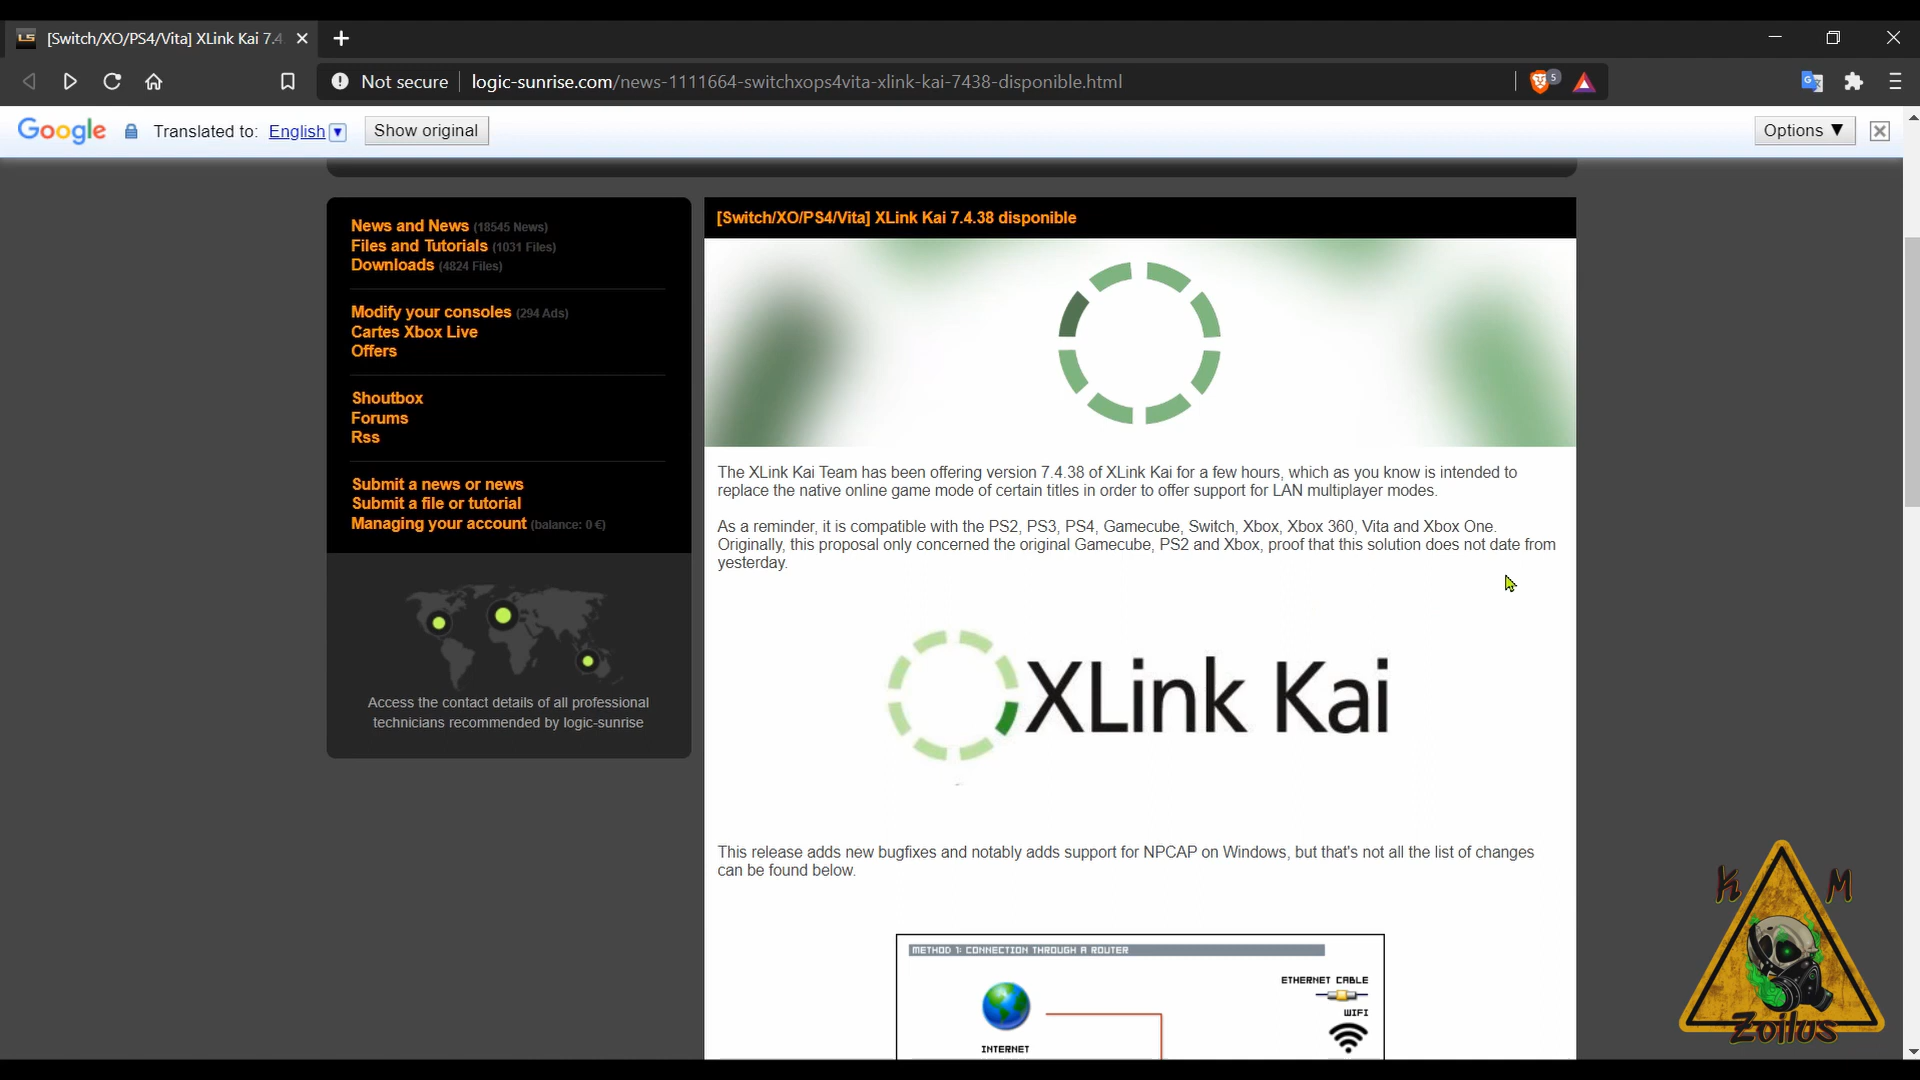 [Switch/XO/PS4/Vita] XLink Kai 7.4
Not secure
logic-sunrise.com/news-1111664-switchxops4vita-xlink-kai-7438-disponible.html
5
Google Translated to: English Show original Options ▼
News and News (18545 News)
Files and Tutorials (1031 Files)
Downloads (4824 Files)
Modify your consoles (294 Ads)
Cartes Xbox Live
Offers
Shoutbox
Forums
Rss
Submit a news or news
Submit a file or tutorial
Managing your account (balance: 0 €)
Access the contact details of all professional
technicians recommended by logic-sunrise
[Switch/XO/PS4/Vita] XLink Kai 7.4.38 disponible
The XLink Kai Team has been offering version 7.4.38 of XLink Kai for a few hours, which as you know is intended to
replace the native online game mode of certain titles in order to offer support for LAN multiplayer modes.
As a reminder, it is compatible with the PS2, PS3, PS4, Gamecube, Switch, Xbox, Xbox 360, Vita and Xbox One.
Originally, this proposal only concerned the original Gamecube, PS2 and Xbox, proof that this solution does not date from
yesterday.
XLink Kai
This release adds new bugfixes and notably adds support for NPCAP on Windows, but that's not all the list of changes
can be found below.
METHOD 1: CONNECTION THROUGH A ROUTER
ETHERNET CABLE
WIFI
INTERNET
K M
Zoilus